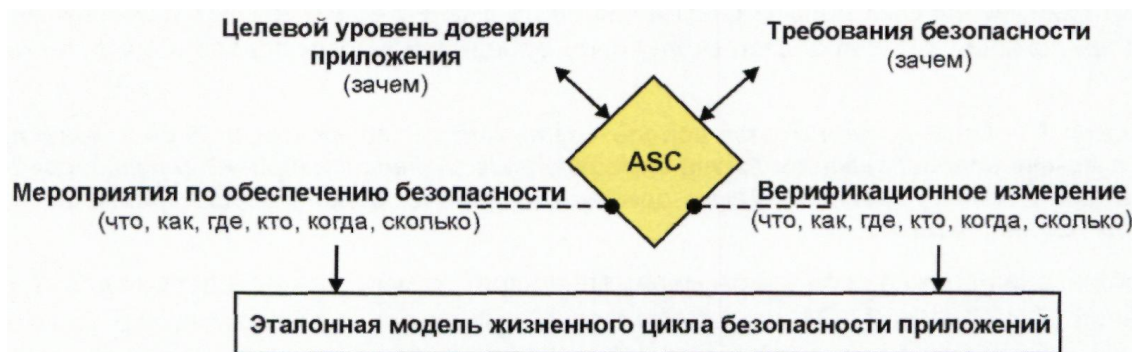 Целевой уровень доверия
приложения
(зачем)
Требования безопасности
(зачем)
ASC
Мероприятия по обеспечению безопасности
(что, как, где, кто, когда, сколько)
Верификационное измерение
(что, как, где, кто, когда, сколько)
Эталонная модель жизненного цикла безопасности приложений